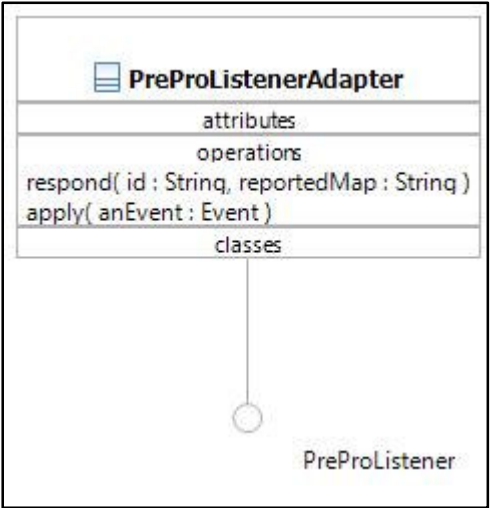 PreProListenerAdapter
attributes
operations
respond( id : String, reportedMap : String )
apply( anEvent : Event )
classes
PreProListener